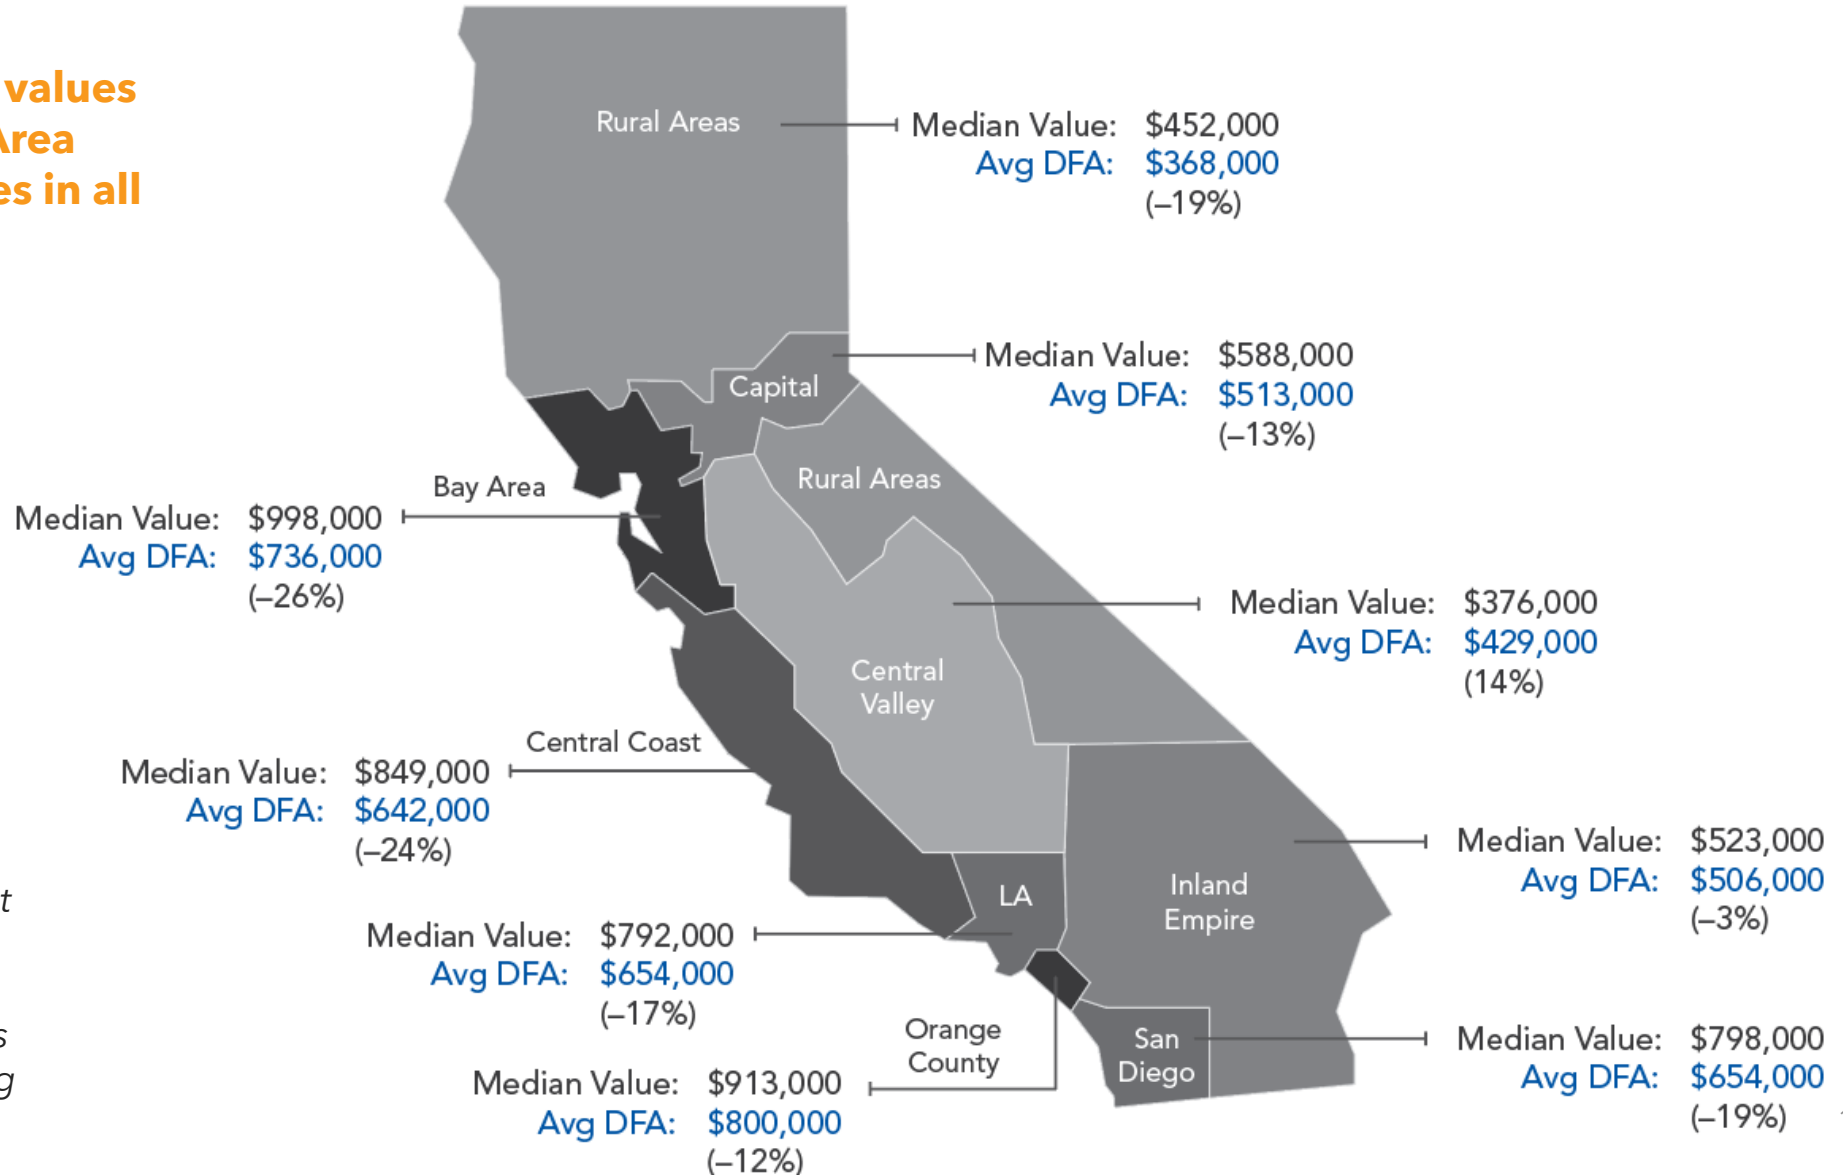 values
Area
es in all
Rural Areas
Median Value: $452,000
Avg DFA: $368,000
(–19%)
Median Value: $588,000
Avg DFA: $513,000
(–13%)
Capital
Rural Areas
Bay Area
Median Value: $998,000
Avg DFA: $736,000
(–26%)
Median Value: $376,000
Avg DFA: $429,000
(14%)
Central
Valley
Central Coast
Median Value: $849,000
Avg DFA: $642,000
(–24%)
Median Value: $523,000
Avg DFA: $506,000
(–3%)
Inland
Empire
t
LA
Median Value: $792,000
Avg DFA: $654,000
(–17%)
Orange
County
s
g
San
Diego
Median Value: $798,000
Avg DFA: $654,000
(–19%)
Median Value: $913,000
Avg DFA: $800,000
(–12%)